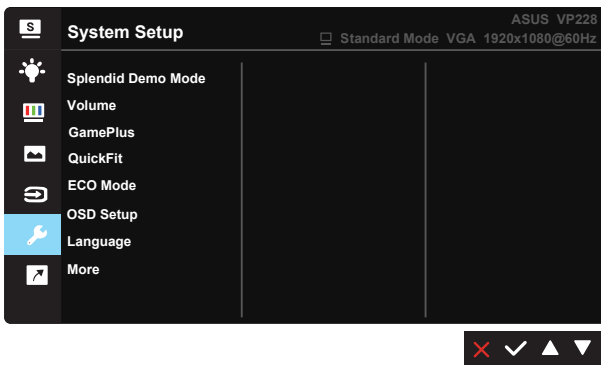 S
System Setup
ASUS VP228
Standard Mode VGA 1920x1080@60Hz
Splendid Demo Mode
Volume
GamePlus
QuickFit
ECO Mode
OSD Setup
Language
More